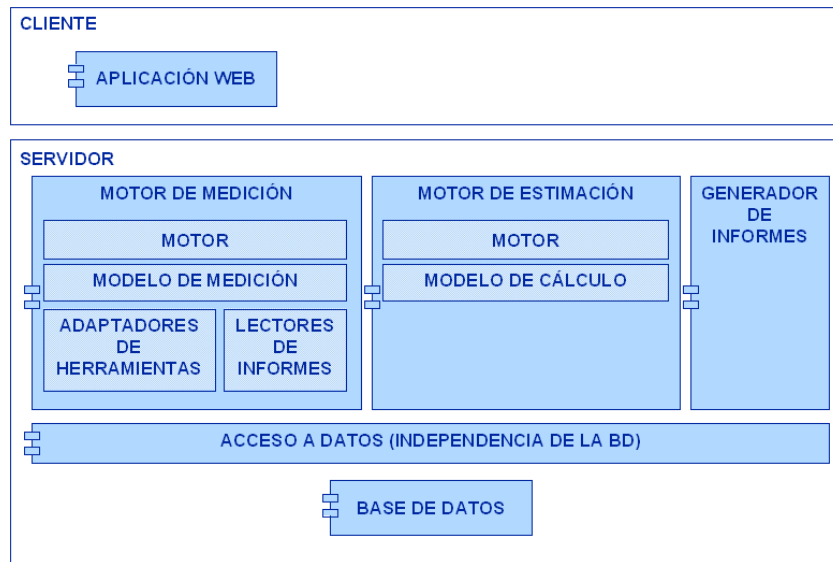 CLIENTE
APLICACIÓN WEB
SERVIDOR
MOTOR DE MEDICIÓN
MOTOR
MODELO DE MEDICIÓN
ADAPTADORES
DE
HERRAMIENTAS
LECTORES
DE
INFORMES
MOTOR DE ESTIMACIÓN
MOTOR
MODELO DE CÁLCULO
GENERADOR
DE
INFORMES
ACCESO A DATOS (INDEPENDENCIA DE LA BD)
BASE DE DATOS